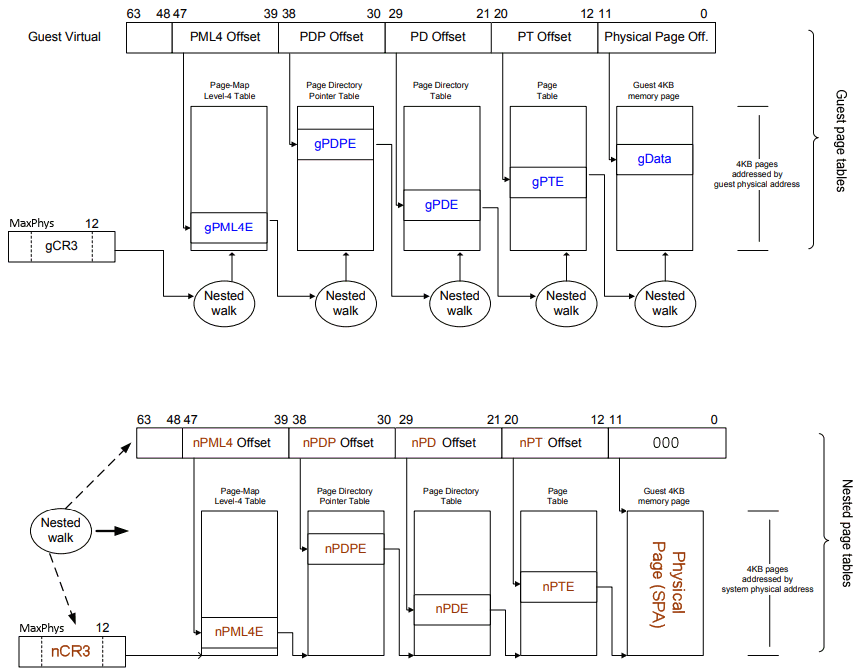 63 48 47 39 38 30 29 21 20 12 11 0
Guest Virtual PML4 Offset PDP Offset PD Offset PT Offset Physical Page Off.
Page-Map
Level-4 Table
Page Directory
Pointer Table
Page Directory
Table
Page
Table
Guest 4KB
memory page
gPDPE
gData
gPTE
gPDE
gPML4E
4KB pages
addressed by
guest physical address
Guest page tables
MaxPhys 12
gCR3
Nested
walk
Nested
walk
Nested
walk
Nested
walk
Nested
walk
63 48 47 39 38 30 29 21 20 12 11 0
nPML4 Offset nPDP Offset nPD Offset nPT Offset 000
Page-Map
Level-4 Table
Page Directory
Pointer Table
Page Directory
Table
Page
Table
Guest 4KB
memory page
Nested
walk
nPDPE
nPTE
nPDE
nPML4E
Physical
Page (SPA)
4KB pages
addressed by
system physical address
Nested page tables
MaxPhys 12
nCR3